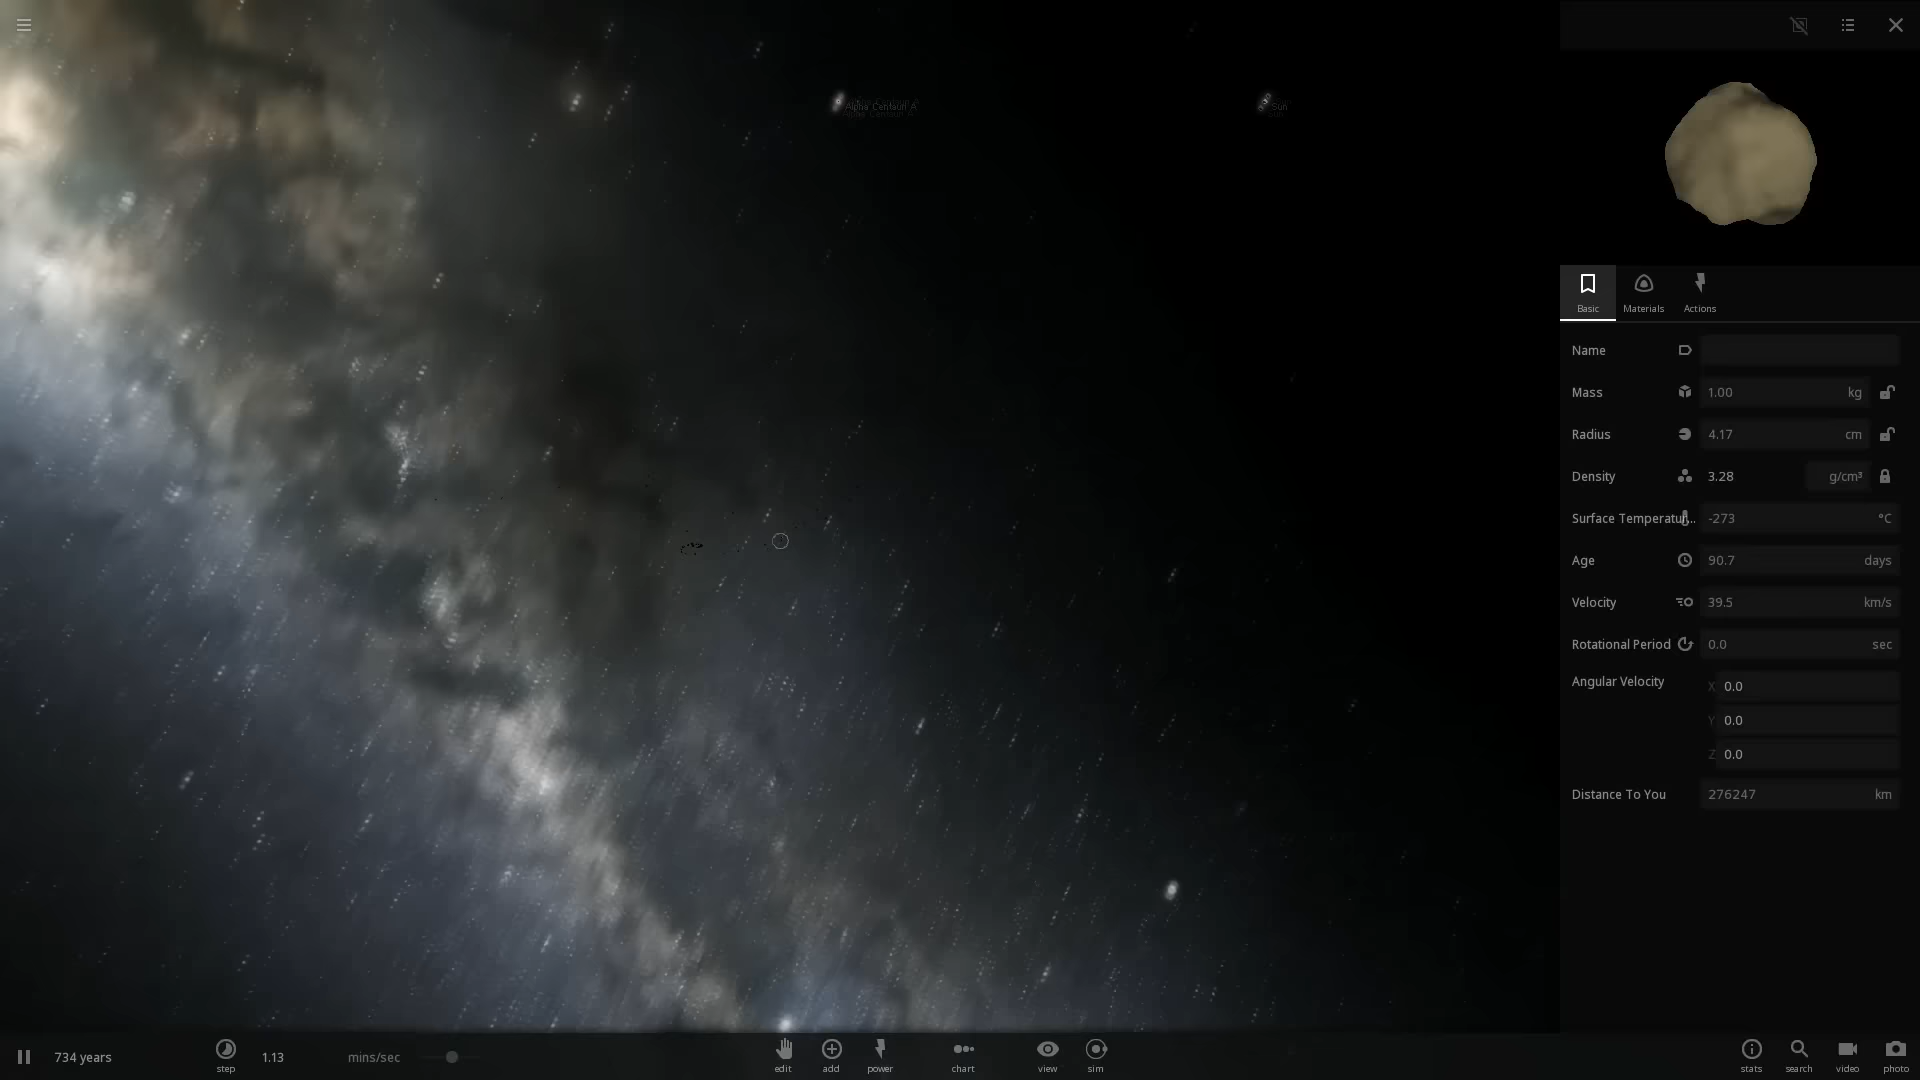 Alpha Centauri A
Sun
Basic
Materials
Actions
Name
Mass 1.00 kg
Radius 4.17 cm
Density 3.28 g/cm³
Surface Temperatur... -273 °C
Age 90.7 days
Velocity 39.5 km/s
Rotational Period 0.0 sec
Angular Velocity X 0.0
Y 0.0
Z 0.0
Distance To You 276247 km
734 years
step
1.13 mins/sec
edit
add
power
chart
view
sim
stats
search
video
photo